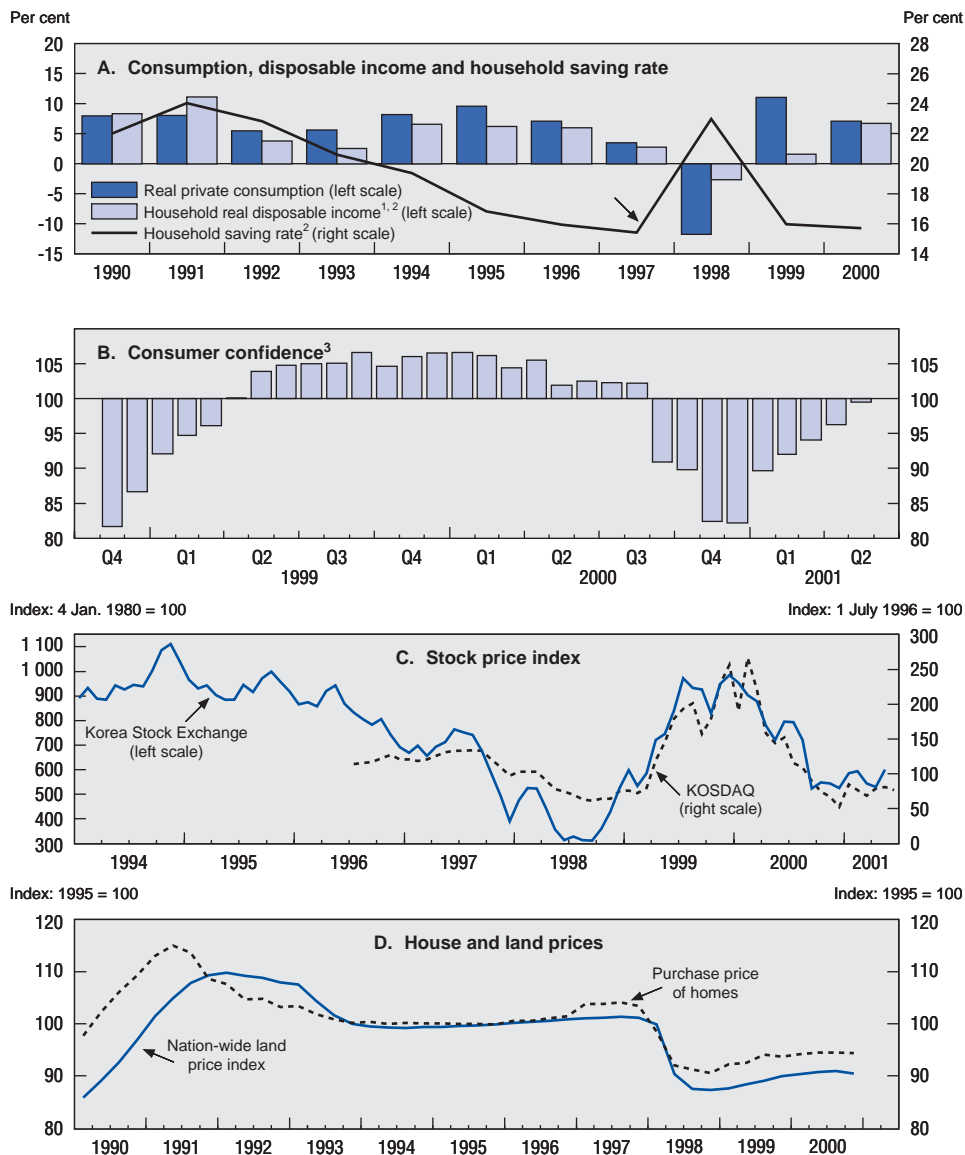 Per cent Per cent
20 28
A. Consumption, disposable income and household saving rate
15 26
10 24
5 22
0 20
-5 18
-10 16
-15 14
Real private consumption (left scale)
Household real disposable income1, 2 (left scale)
Household saving rate2 (right scale)
1990 1991 1992 1993 1994 1995 1996 1997 1998 1999 2000
B. Consumer confidence3
105 105
100 100
95 95
90 90
85 85
80 80
Q4 Q1 Q2 Q3 Q4 Q1 Q2 Q3 Q4 Q1 Q2
1999 2000 2001
Index: 4 Jan. 1980 = 100 Index: 1 July 1996 = 100
C. Stock price index
1 100 300
1 000 250
900
800 200
700 150
600
500 100
400 50
300 0
Korea Stock Exchange
(left scale)
KOSDAQ
(right scale)
1994 1995 1996 1997 1998 1999 2000 2001
Index: 1995 = 100 Index: 1995 = 100
120 120
D. House and land prices
110 110
100 100
90 90
80 80
Purchase price
of homes
Nation-wide land
price index
1990 1991 1992 1993 1994 1995 1996 1997 1998 1999 2000